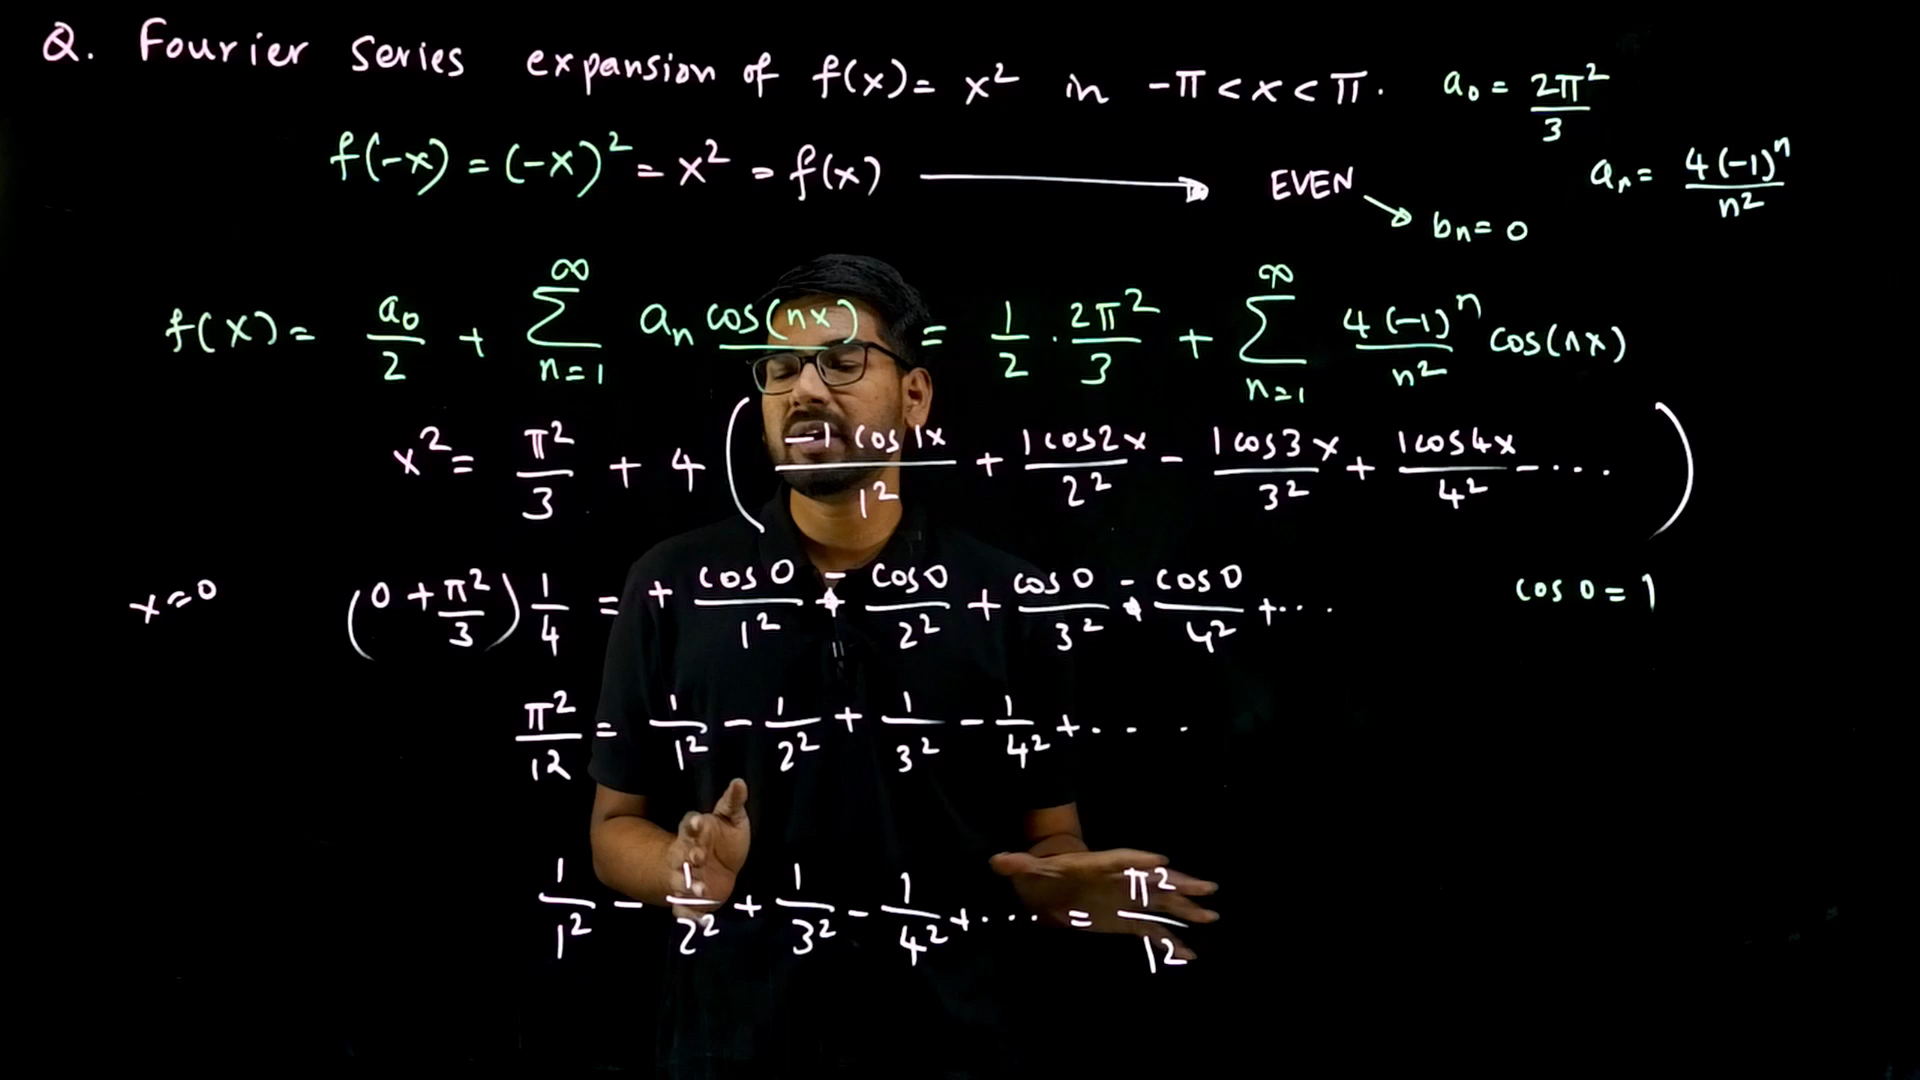 Q. Fourier series expansion of f(x) = x² in -π < x < π. a₀ = 2π²/3
f(-x) = (-x)² = x² = f(x) ⟶ EVEN aₙ = 4(-1)ⁿ/n²
↘ bₙ = 0
f(x) = a₀/2 + ∑_{n=1}^{∞} aₙ cos(nx) = 1/2 · 2π²/3 + ∑_{n=1}^{∞} 4(-1)ⁿ/n² cos(nx)
x² = π²/3 + 4 ( -1 cos 1x/1² + 1 cos 2x/2² - 1 cos 3x/3² + 1 cos 4x/4² - ... )
x=0 (0 + π²/3) 1/4 = + cos 0/1² - cos 0/2² + cos 0/3² - cos 0/4² + ... cos 0 = 1
π²/12 = 1/1² - 1/2² + 1/3² - 1/4² + ....
1/1² - 1/2² + 1/3² - 1/4² + ... = π²/12